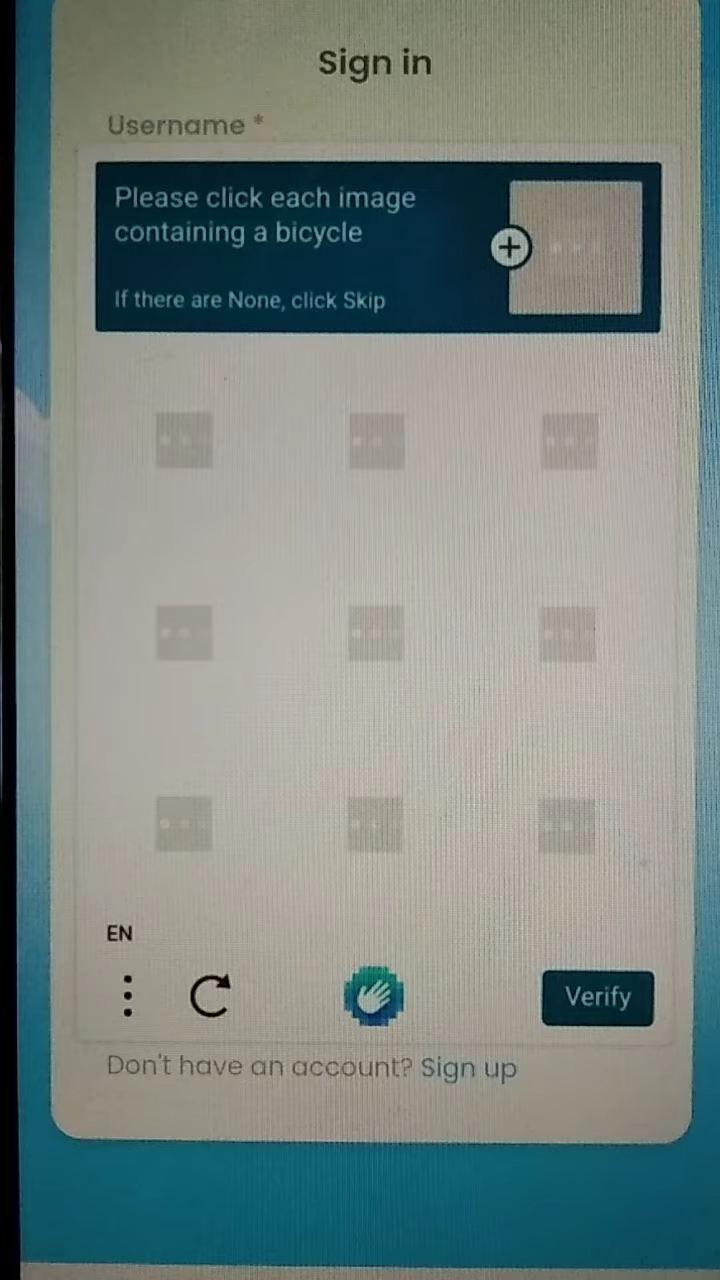 Sign in
Username *
Please click each image
containing a bicycle
If there are None, click Skip
EN
Verify
Don't have an account? Sign up